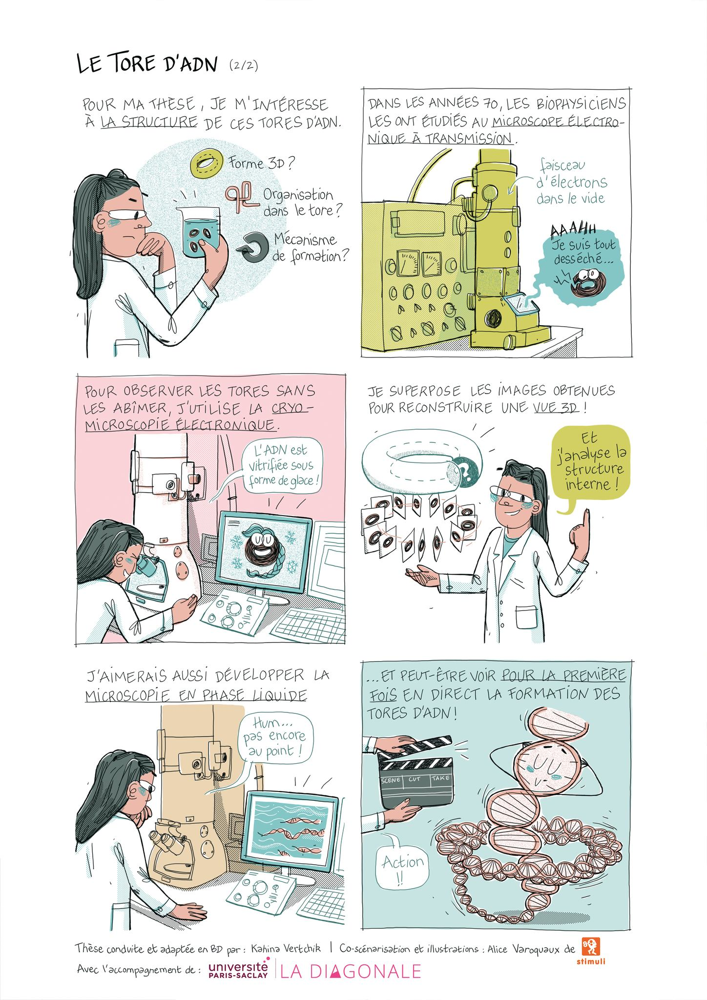 LE TORE D'ADN (2/2)
POUR MA THÈSE, JE M'INTÉRESSE
À LA STRUCTURE DE CES TORES D'ADN.
Forme 3D ?
Organisation
dans le tore ?
Mécanisme
de formation ?
DANS LES ANNÉES 70, LES BIOPHYSICIENS
LES ONT ÉTUDIÉS AU MICROSCOPE ÉLECTRO-
NIQUE À TRANSMISSION.
faisceau
d'électrons
dans le vide
AAAHH
Je suis tout
desséché...
POUR OBSERVER LES TORES SANS
LES ABÎMER, J'UTILISE LA CRYO-
MICROSCOPIE ÉLECTRONIQUE.
L'ADN est
vitrifiée sous
forme de glace !
JE SUPERPOSE LES IMAGES OBTENUES
POUR RECONSTRUIRE UNE VUE 3D !
?
Et
j'analyse la
structure
interne !
J'AIMERAIS AUSSI DÉVELOPPER LA
MICROSCOPIE EN PHASE LIQUIDE
Hum...
pas encore
au point !
...ET PEUT-ÊTRE VOIR POUR LA PREMIÈRE
FOIS EN DIRECT LA FORMATION DES
TORES D'ADN !
SCENE CUT TAKE
Action
!!
Thèse conduite et adaptée en BD par : Kahina Vertchik | Co-scénarisation et illustrations : Alice Varoquaux de
stimuli
Avec l'accompagnement de :
université
PARIS-SACLAY
LA DIAGONALE